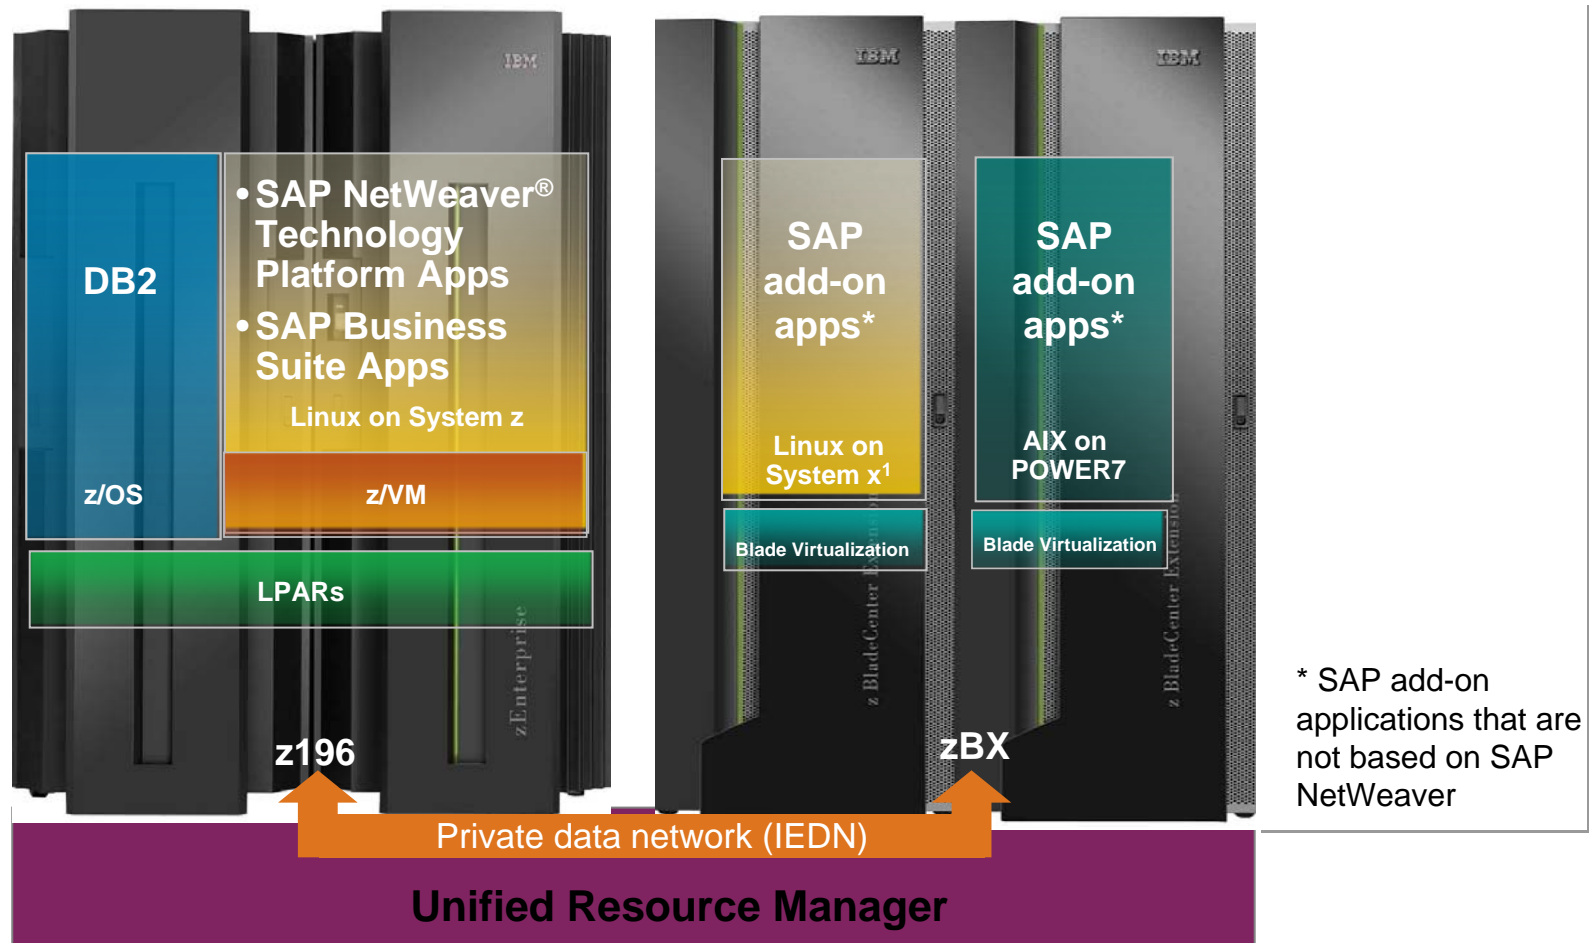 IBM
IBM
IBM
DB2
z/OS
• SAP NetWeaver®
Technology
Platform Apps
• SAP Business
Suite Apps
Linux on System z
z/VM
LPARs
zEnterprise
z196
SAP
add-on
apps*
Linux on
System x¹
Blade Virtualization
z BladeCenter Extension
SAP
add-on
apps*
AIX on
POWER7
Blade Virtualization
z BladeCenter Extension
zBX
* SAP add-on
applications that are
not based on SAP
NetWeaver
Private data network (IEDN)
Unified Resource Manager